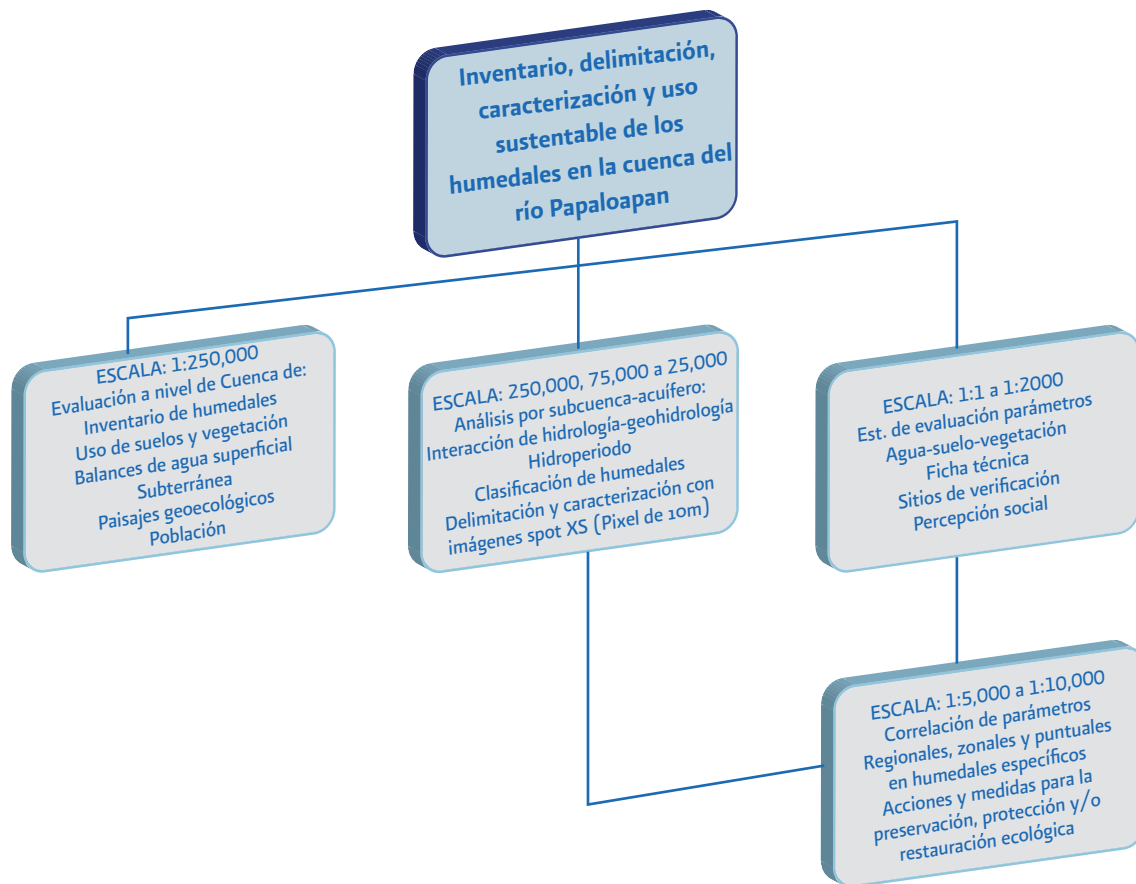 Inventario, delimitación,
caracterización y uso
sustentable de los
humedales en la cuenca del
río Papaloapan
ESCALA: 1:250,000
Evaluación a nivel de Cuenca de:
Inventario de humedales
Uso de suelos y vegetación
Balances de agua superficial
Subterránea
Paisajes geoecológicos
Población
ESCALA: 250,000, 75,000 a 25,000
Análisis por subcuenca-acuífero:
Interacción de hidrología-geohidrología
Hidroperiodo
Clasificación de humedales
Delimitación y caracterización con
imágenes spot XS (Pixel de 10m)
ESCALA: 1:1 a 1:2000
Est. de evaluación parámetros
Agua-suelo-vegetación
Ficha técnica
Sitios de verificación
Percepción social
ESCALA: 1:5,000 a 1:10,000
Correlación de parámetros
Regionales, zonales y puntuales
en humedales específicos
Acciones y medidas para la
preservación, protección y/o
restauración ecológica